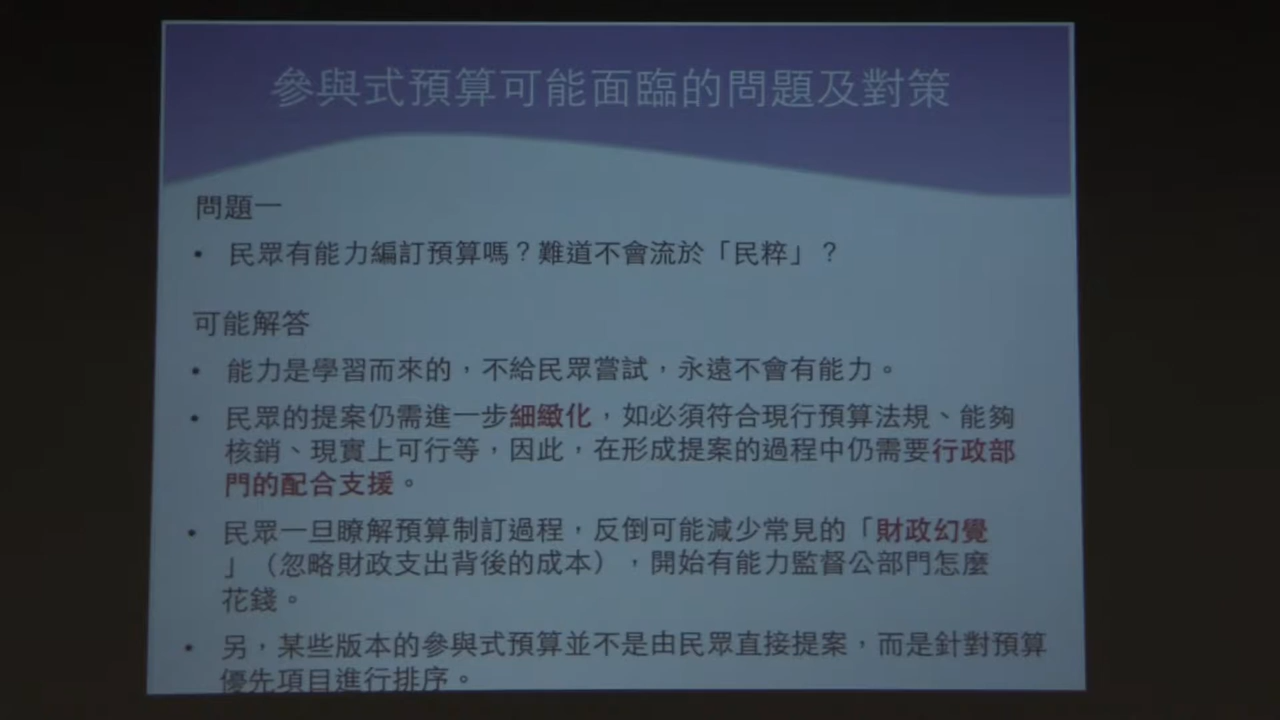 參與式預算可能面臨的問題及對策
問題一
• 民眾有能力編訂預算嗎？難道不會流於「民粹」？
可能解答
• 能力是學習而來的，不給民眾嘗試，永遠不會有能力。
• 民眾的提案仍需進一步細緻化，如必須符合現行預算法規、能夠
核銷、現實上可行等，因此，在形成提案的過程中仍需要行政部
門的配合支援。
• 民眾一旦瞭解預算制訂過程，反倒可能減少常見的「財政幻覺
」（忽略財政支出背後的成本），開始有能力監督公部門怎麼
花錢。
• 另，某些版本的參與式預算並不是由民眾直接提案，而是針對預算
優先項目進行排序。